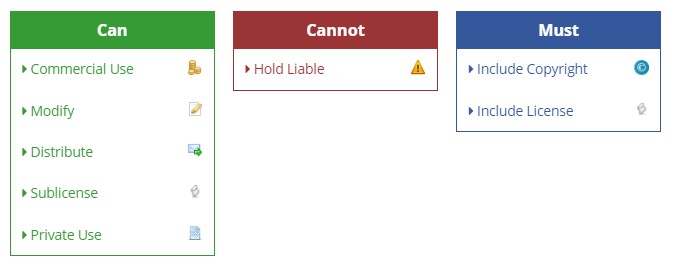 Can
Commercial Use
Modify
Distribute
Sublicense
Private Use
Cannot
Hold Liable
Must
Include Copyright
©
Include License